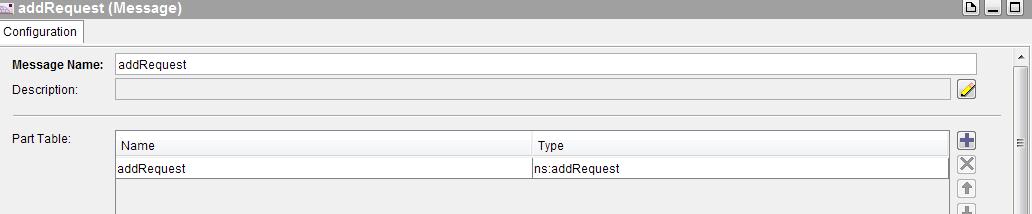 addRequest (Message)
Configuration
Message Name: addRequest
Description:
Part Table:
Name Type
addRequest ns:addRequest